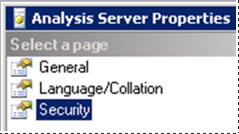 Analysis Server Properties
Select a page
General
Language/Collation
Security